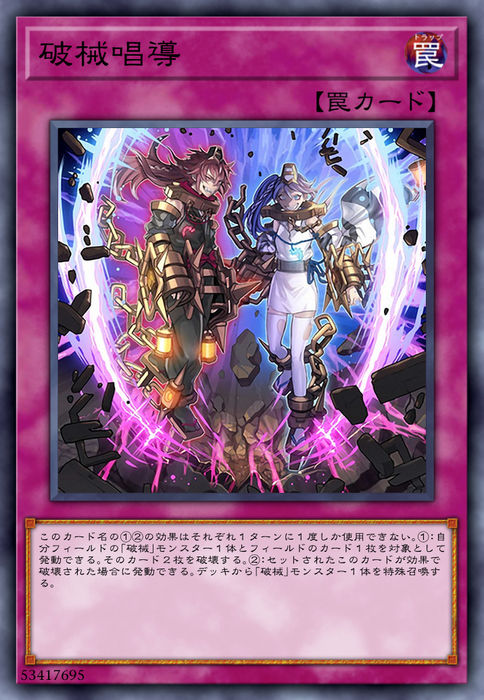 破械唱導
トラップ
罠
【罠カード】
このカード名の①②の効果はそれぞれ1ターンに1度しか使用できない。①:自
分フィールドの「破械」モンスター1体とフィールドのカード1枚を対象として
発動できる。そのカード2枚を破壊する。②:セットされたこのカードが効果で
破壊された場合に発動できる。デッキから「破械」モンスター1体を特殊召喚す
る。
53417695